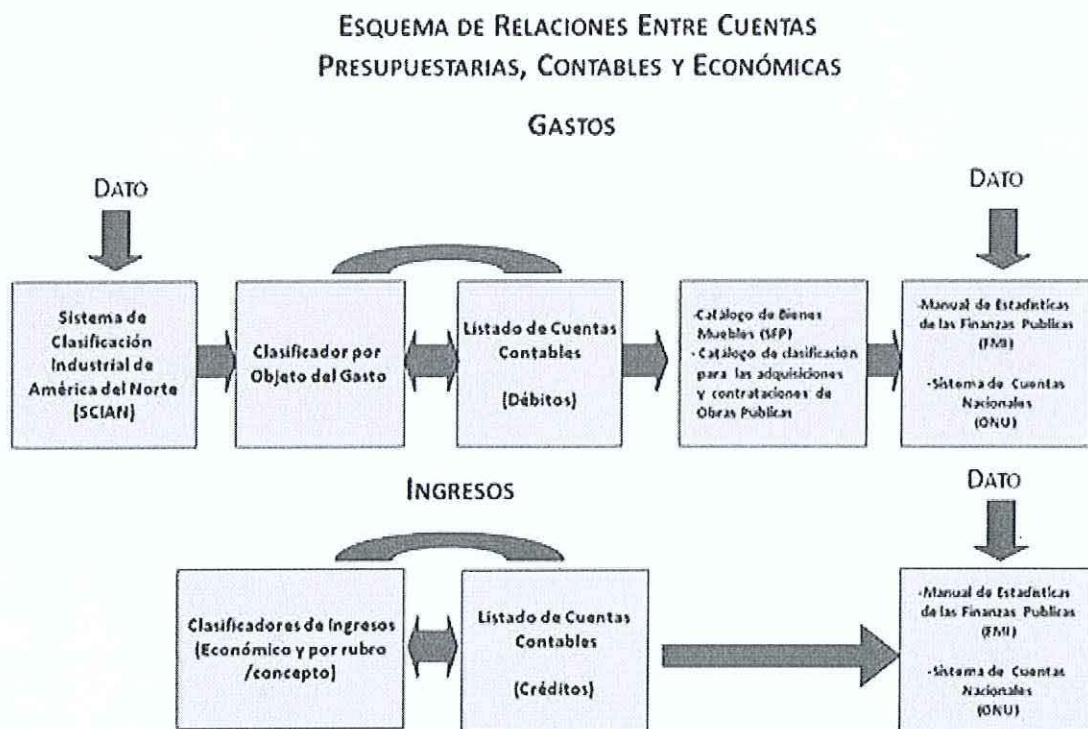 ESQUEMA DE RELACIONES ENTRE CUENTAS
PRESUPUESTARIAS, CONTABLES Y ECONÓMICAS
GASTOS
DATO
DATO
Sistema de
Clasificación
Industrial de
América del Norte
(SCIAN)
Clasificador por
Objeto del Gasto
Listado de Cuentas
Contables
(Débitos)
-Catálogo de Bienes
Muebles (SFP)
- Catálogo de clasificación
para las adquisiciones
y contrataciones de
Obras Publicas
-Manual de Estadísticas
de las Finanzas Publicas
(FMI)
-Sistema de Cuentas
Nacionales
(ONU)
INGRESOS
DATO
Clasificadores de Ingresos
(Económico y por rubro
/concepto)
Listado de Cuentas
Contables
(Créditos)
-Manual de Estadísticas
de las Finanzas Publicas
(FMI)
-Sistema de Cuentas
Nacionales
(ONU)